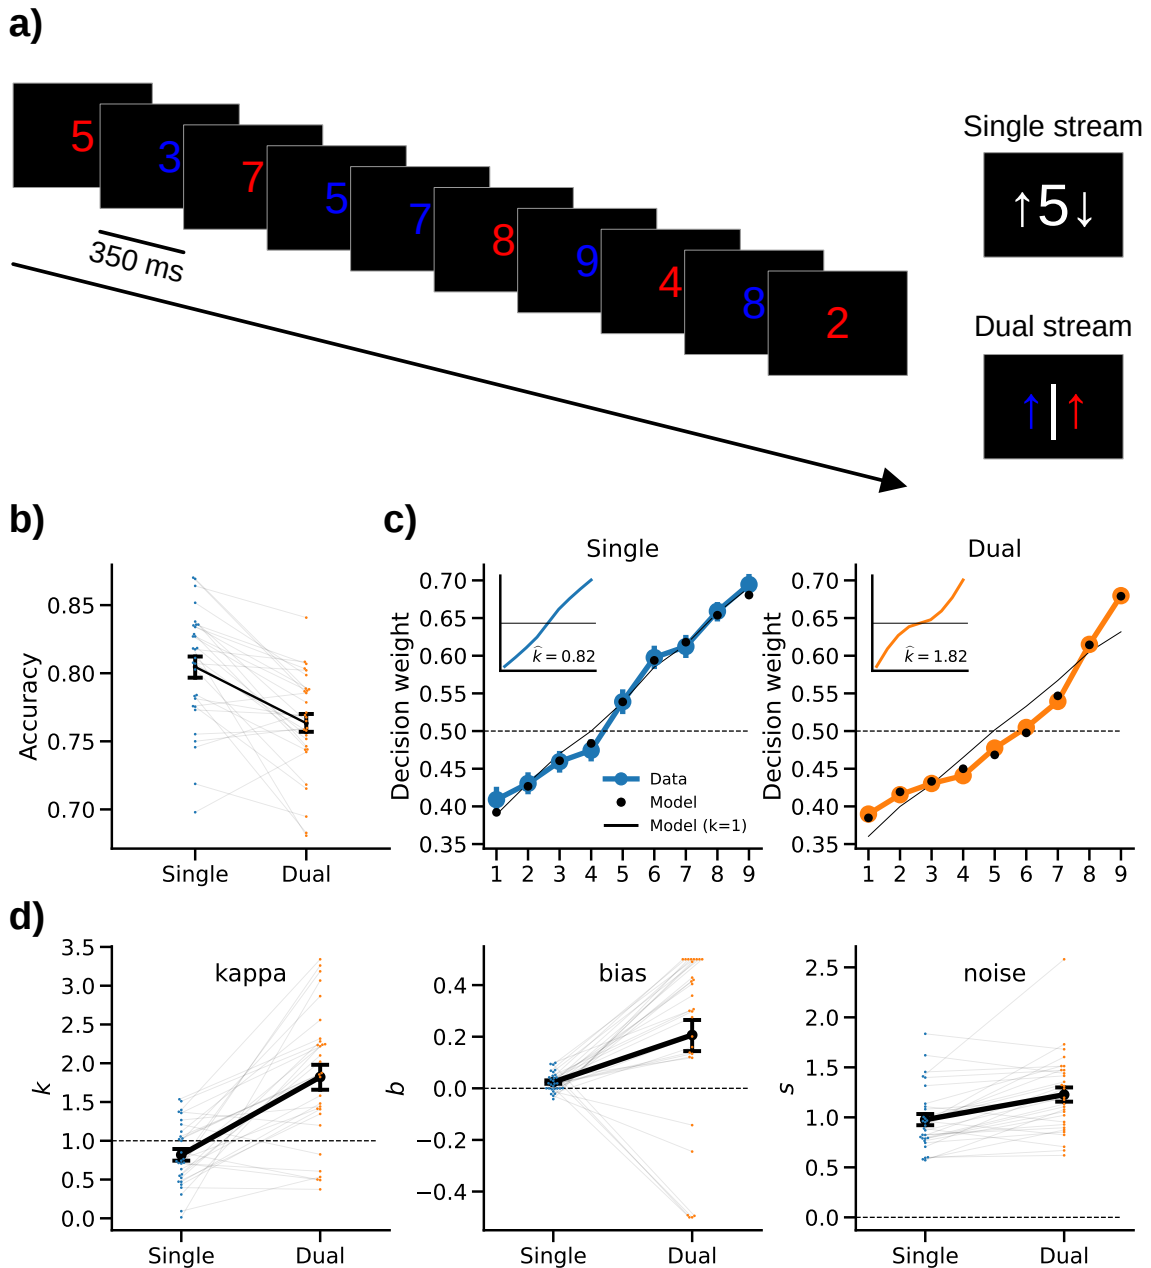 a)
5
3
7
5
7
8
9
4
8
2
350 ms
Single stream
↑5↓
Dual stream
↑|↑
b)
Accuracy
0.85
0.80
0.75
0.70
Single Dual
c)
Single
Decision weight
0.70
0.65
0.60
0.55
0.50
0.45
0.40
0.35
k̂ = 0.82
Data
Model
Model (k=1)
1 2 3 4 5 6 7 8 9
Dual
Decision weight
0.70
0.65
0.60
0.55
0.50
0.45
0.40
0.35
k̂ = 1.82
1 2 3 4 5 6 7 8 9
d)
kappa
k
3.5
3.0
2.5
2.0
1.5
1.0
0.5
0.0
Single Dual
bias
b
0.4
0.2
0.0
−0.2
−0.4
Single Dual
noise
s
2.5
2.0
1.5
1.0
0.5
0.0
Single Dual